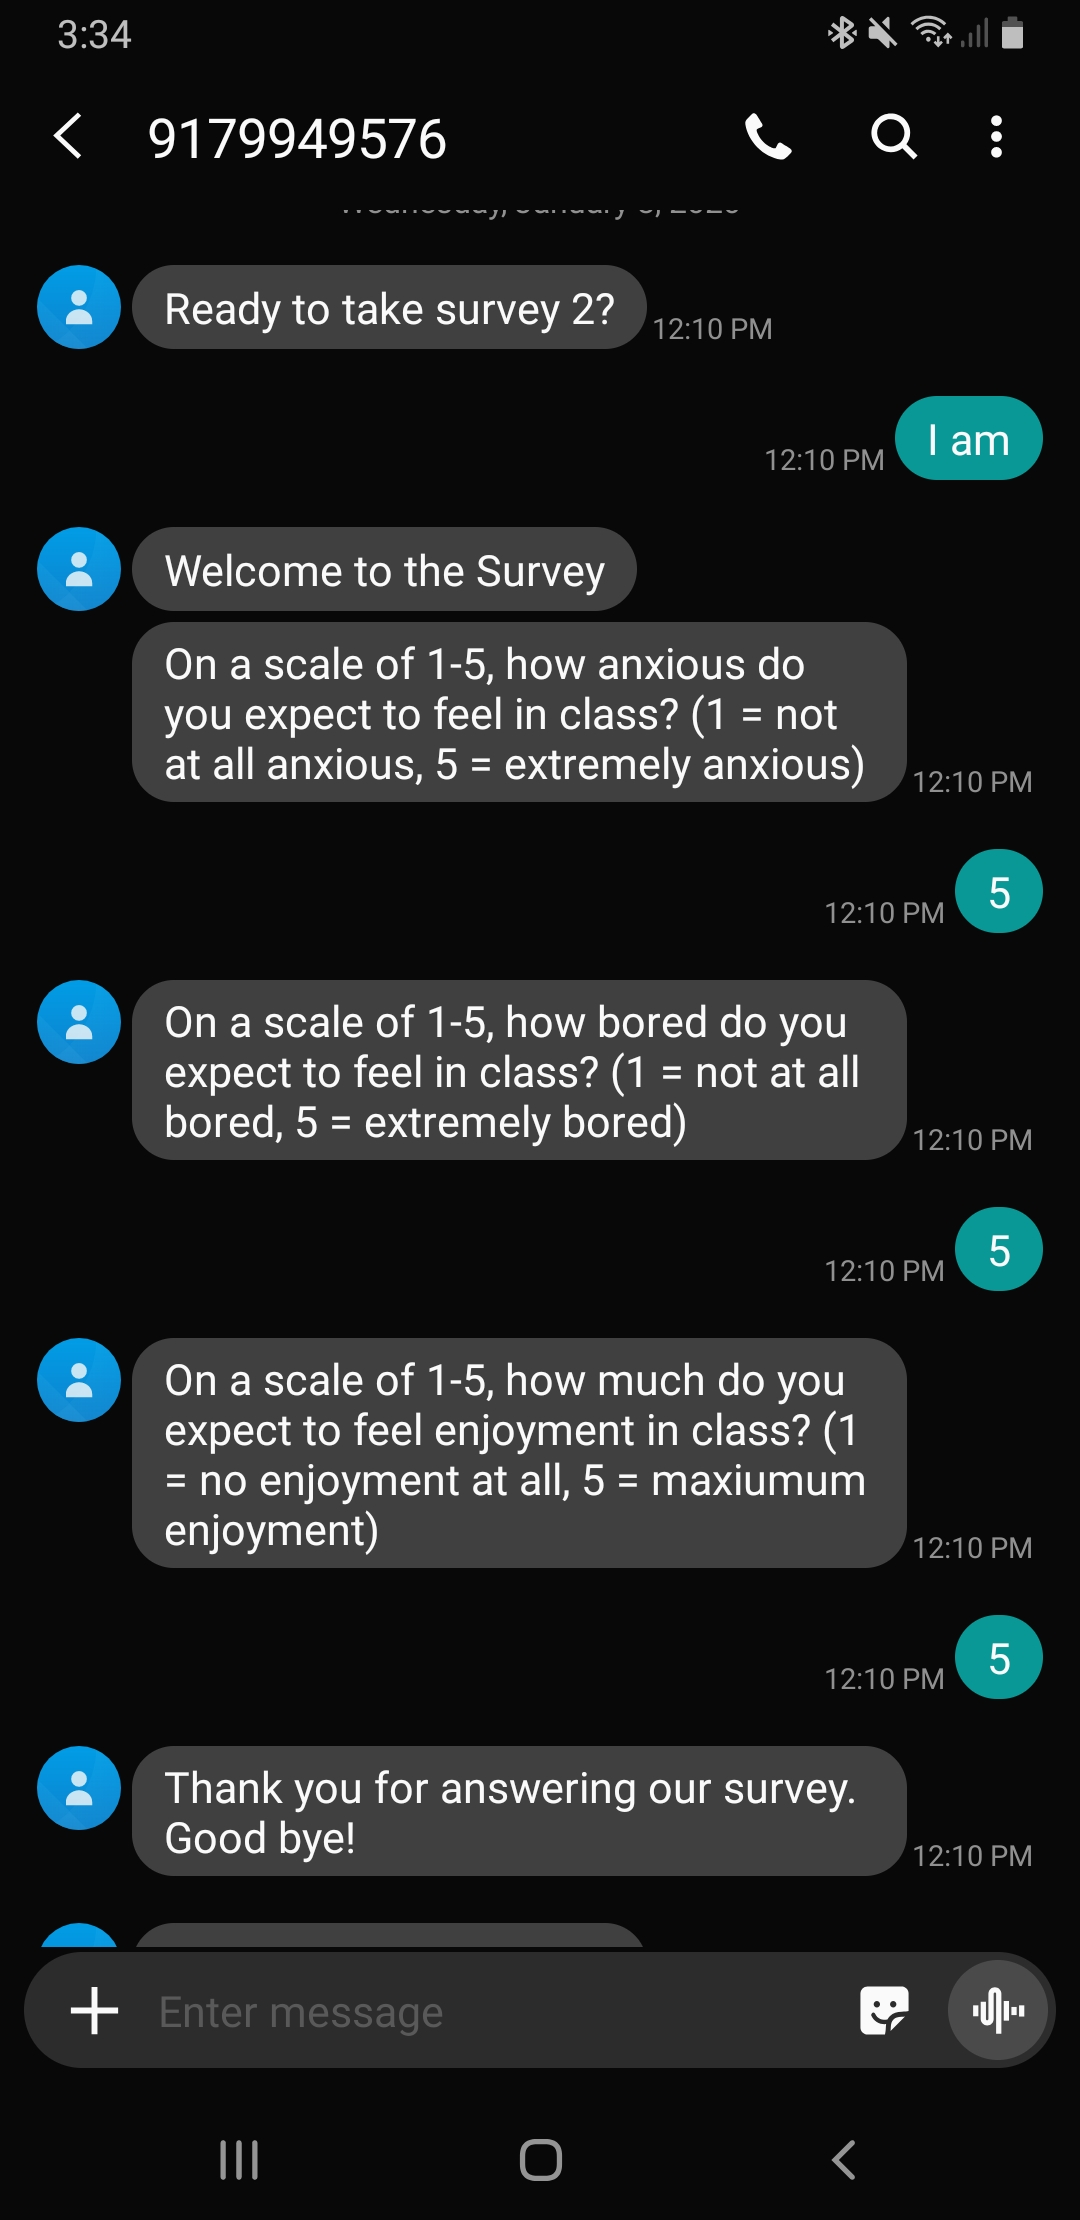 3:34
9179949576
Ready to take survey 2?
12:10 PM
I am
12:10 PM
Welcome to the Survey
On a scale of 1-5, how anxious do
you expect to feel in class? (1 = not
at all anxious, 5 = extremely anxious)
12:10 PM
5
12:10 PM
On a scale of 1-5, how bored do you
expect to feel in class? (1 = not at all
bored, 5 = extremely bored)
12:10 PM
5
12:10 PM
On a scale of 1-5, how much do you
expect to feel enjoyment in class? (1
= no enjoyment at all, 5 = maxiumum
enjoyment)
12:10 PM
5
12:10 PM
Thank you for answering our survey.
Good bye!
12:10 PM
Enter message